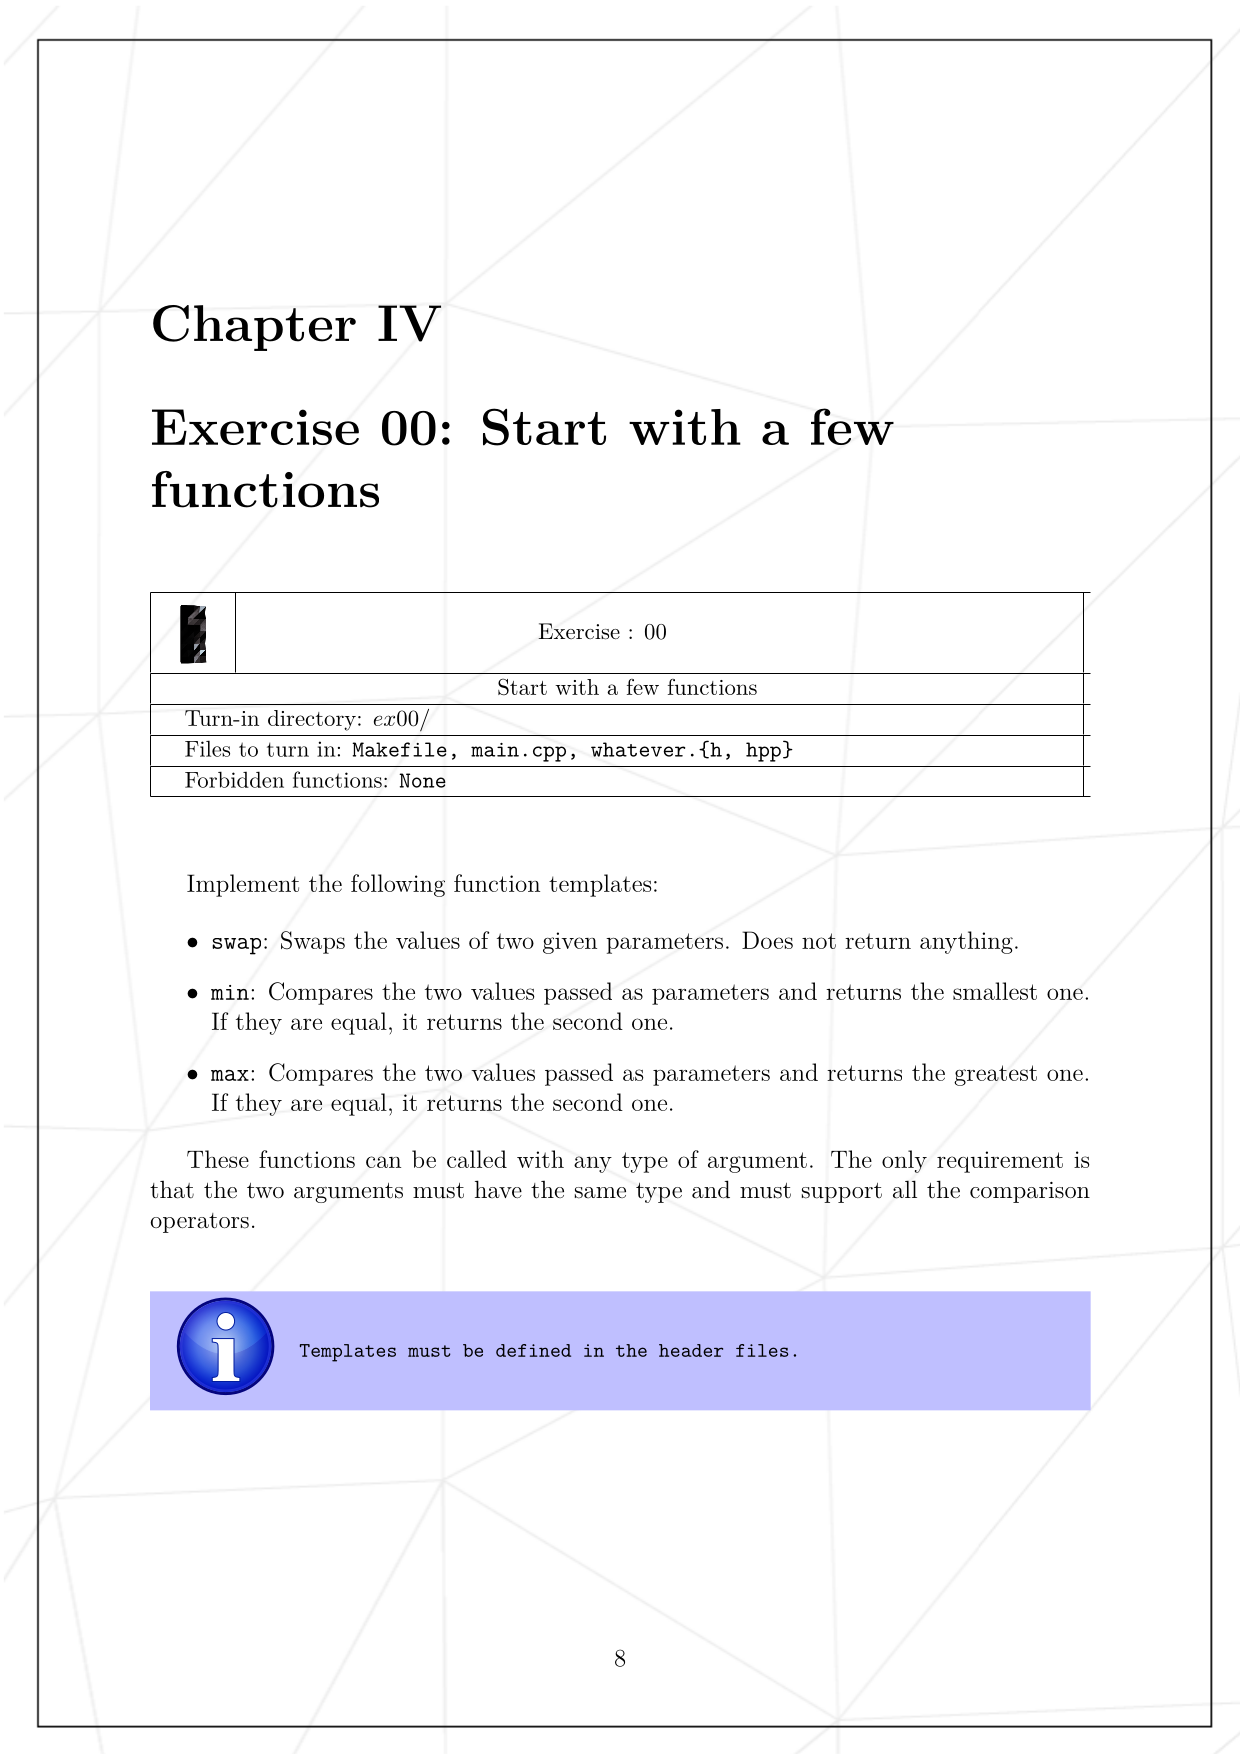 Chapter IV
Exercise 00: Start with a few
functions
Exercise : 00
Start with a few functions
Turn-in directory: ex00/
Files to turn in: Makefile, main.cpp, whatever.{h, hpp}
Forbidden functions: None
Implement the following function templates:
• swap: Swaps the values of two given parameters. Does not return anything.
• min: Compares the two values passed as parameters and returns the smallest one.
If they are equal, it returns the second one.
• max: Compares the two values passed as parameters and returns the greatest one.
If they are equal, it returns the second one.
These functions can be called with any type of argument. The only requirement is
that the two arguments must have the same type and must support all the comparison
operators.
i
Templates must be defined in the header files.
8